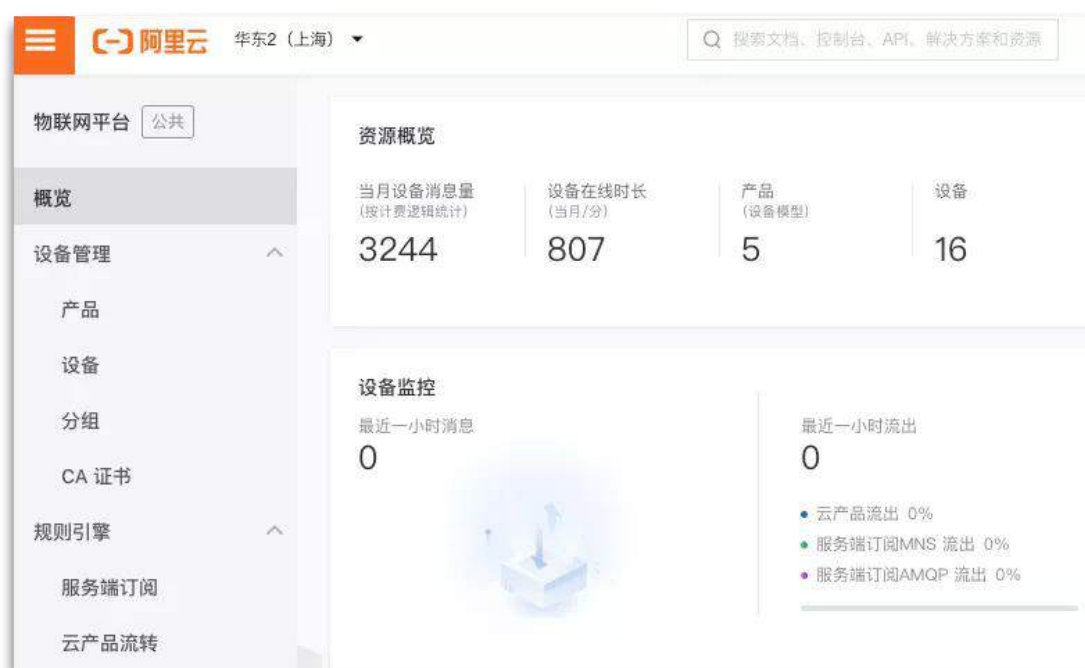 阿里云 华东2（上海） 搜索文档、控制台、API、解决方案和资源
物联网平台 公共
概览
设备管理
产品
设备
分组
CA 证书
规则引擎
服务端订阅
云产品流转
资源概览
当月设备消息量 设备在线时长 产品 设备
(按计费逻辑统计) (当月/分) (设备模型)
3244 807 5 16
设备监控
最近一小时消息
0
最近一小时流出
0
云产品流出 0%
服务端订阅MNS 流出 0%
服务端订阅AMQP 流出 0%